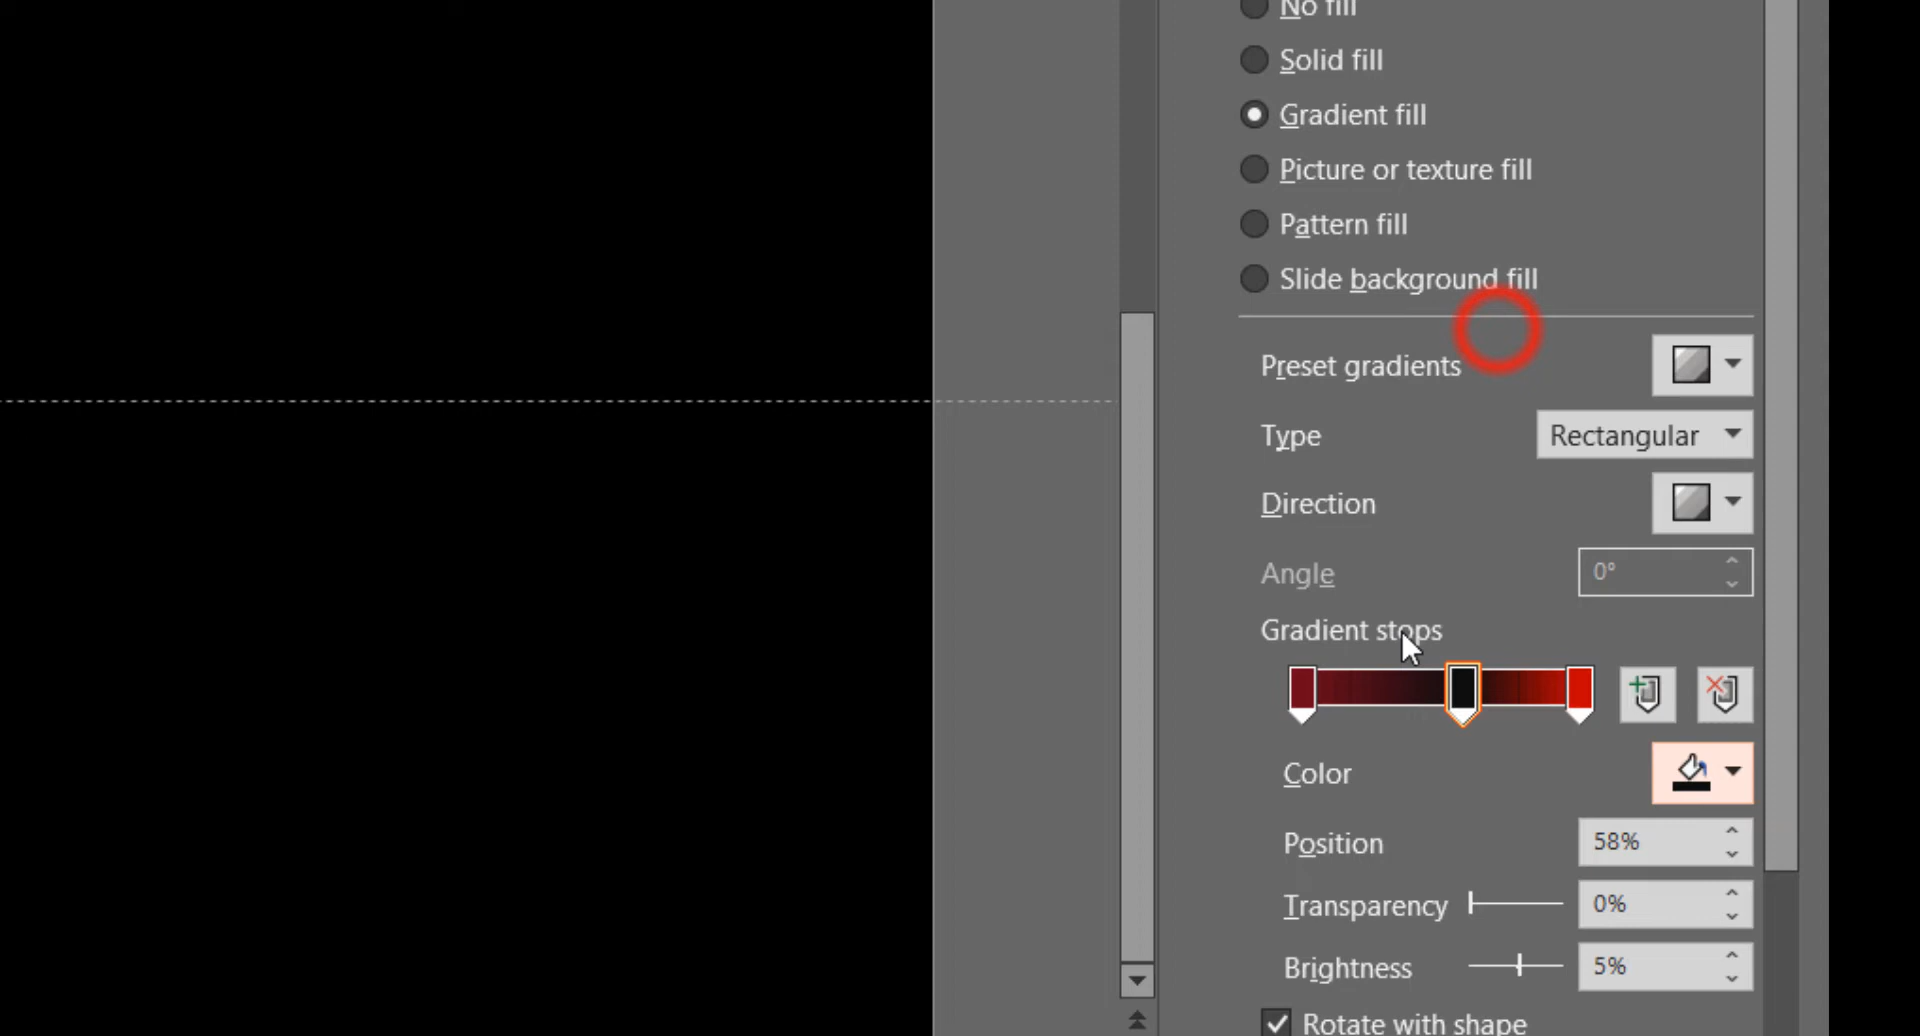 No fill
Solid fill
Gradient fill
Picture or texture fill
Pattern fill
Slide background fill
Preset gradients
Type Rectangular
Direction
Angle 0°
Gradient stops
Color
Position 58%
Transparency 0%
Brightness 5%
Rotate with shape